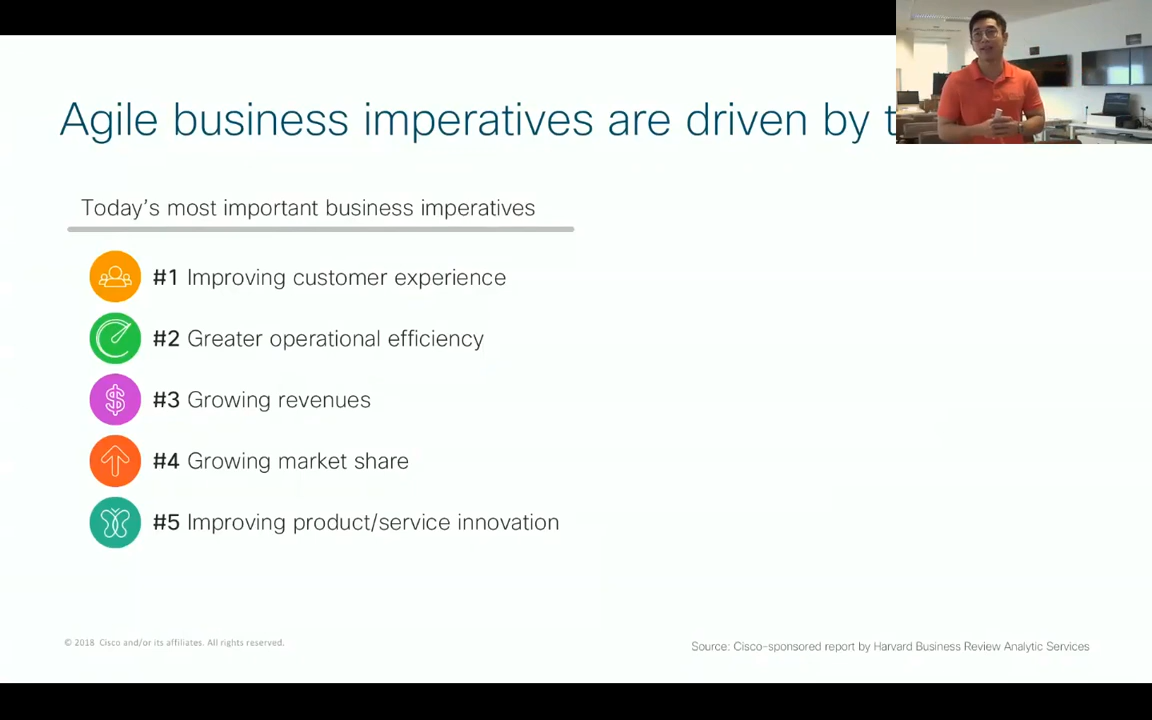 Agile business imperatives are driven by t
Today's most important business imperatives
#1 Improving customer experience
#2 Greater operational efficiency
#3 Growing revenues
#4 Growing market share
#5 Improving product/service innovation
© 2018 Cisco and/or its affiliates. All rights reserved.
Source: Cisco-sponsored report by Harvard Business Review Analytic Services